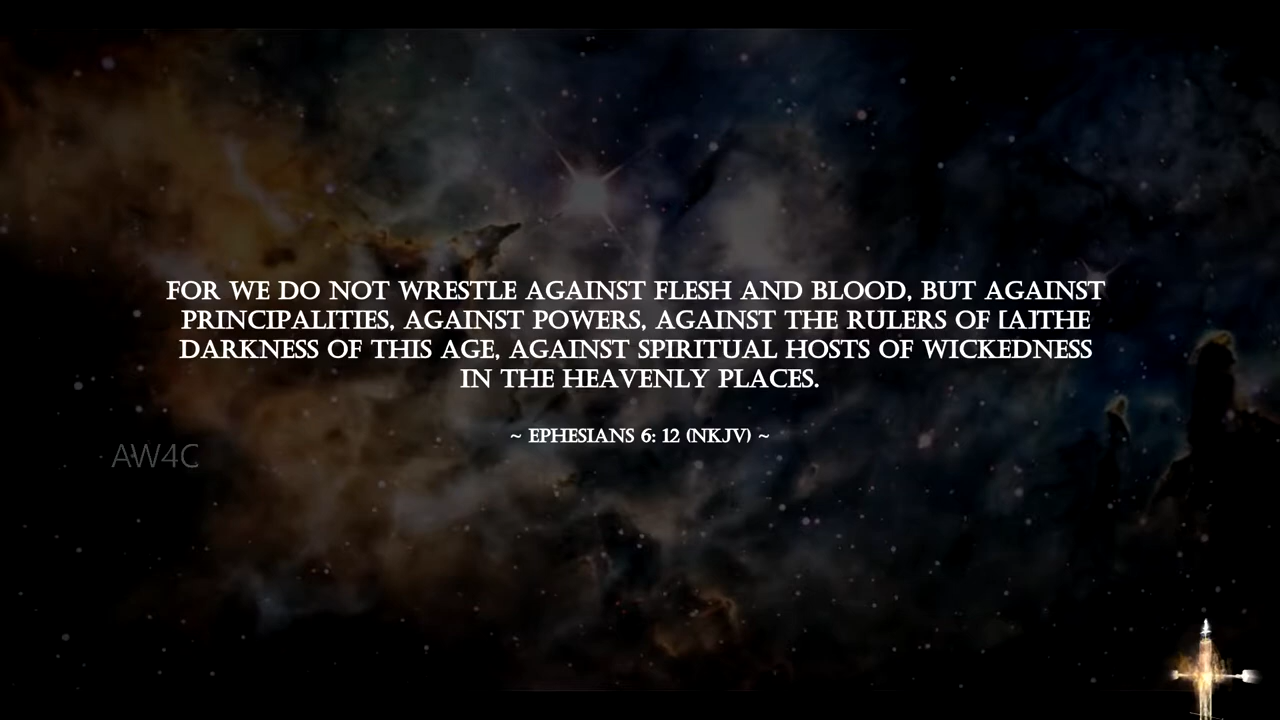 FOR WE DO NOT WRESTLE AGAINST FLESH AND BLOOD, BUT AGAINST
PRINCIPALITIES, AGAINST POWERS, AGAINST THE RULERS OF [A]THE
DARKNESS OF THIS AGE, AGAINST SPIRITUAL HOSTS OF WICKEDNESS
IN THE HEAVENLY PLACES.
~ EPHESIANS 6: 12 (NKJV) ~
AW4C